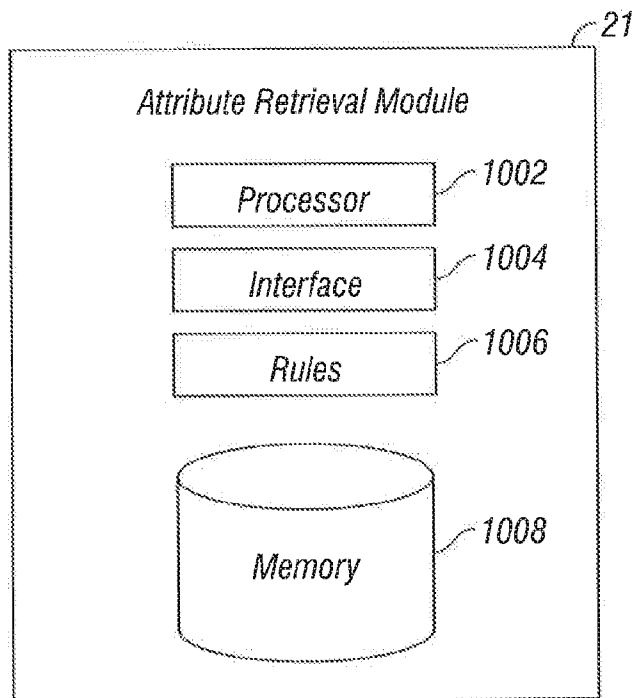 21
Attribute Retrieval Module
Processor
1002
Interface
1004
Rules
1006
Memory
1008